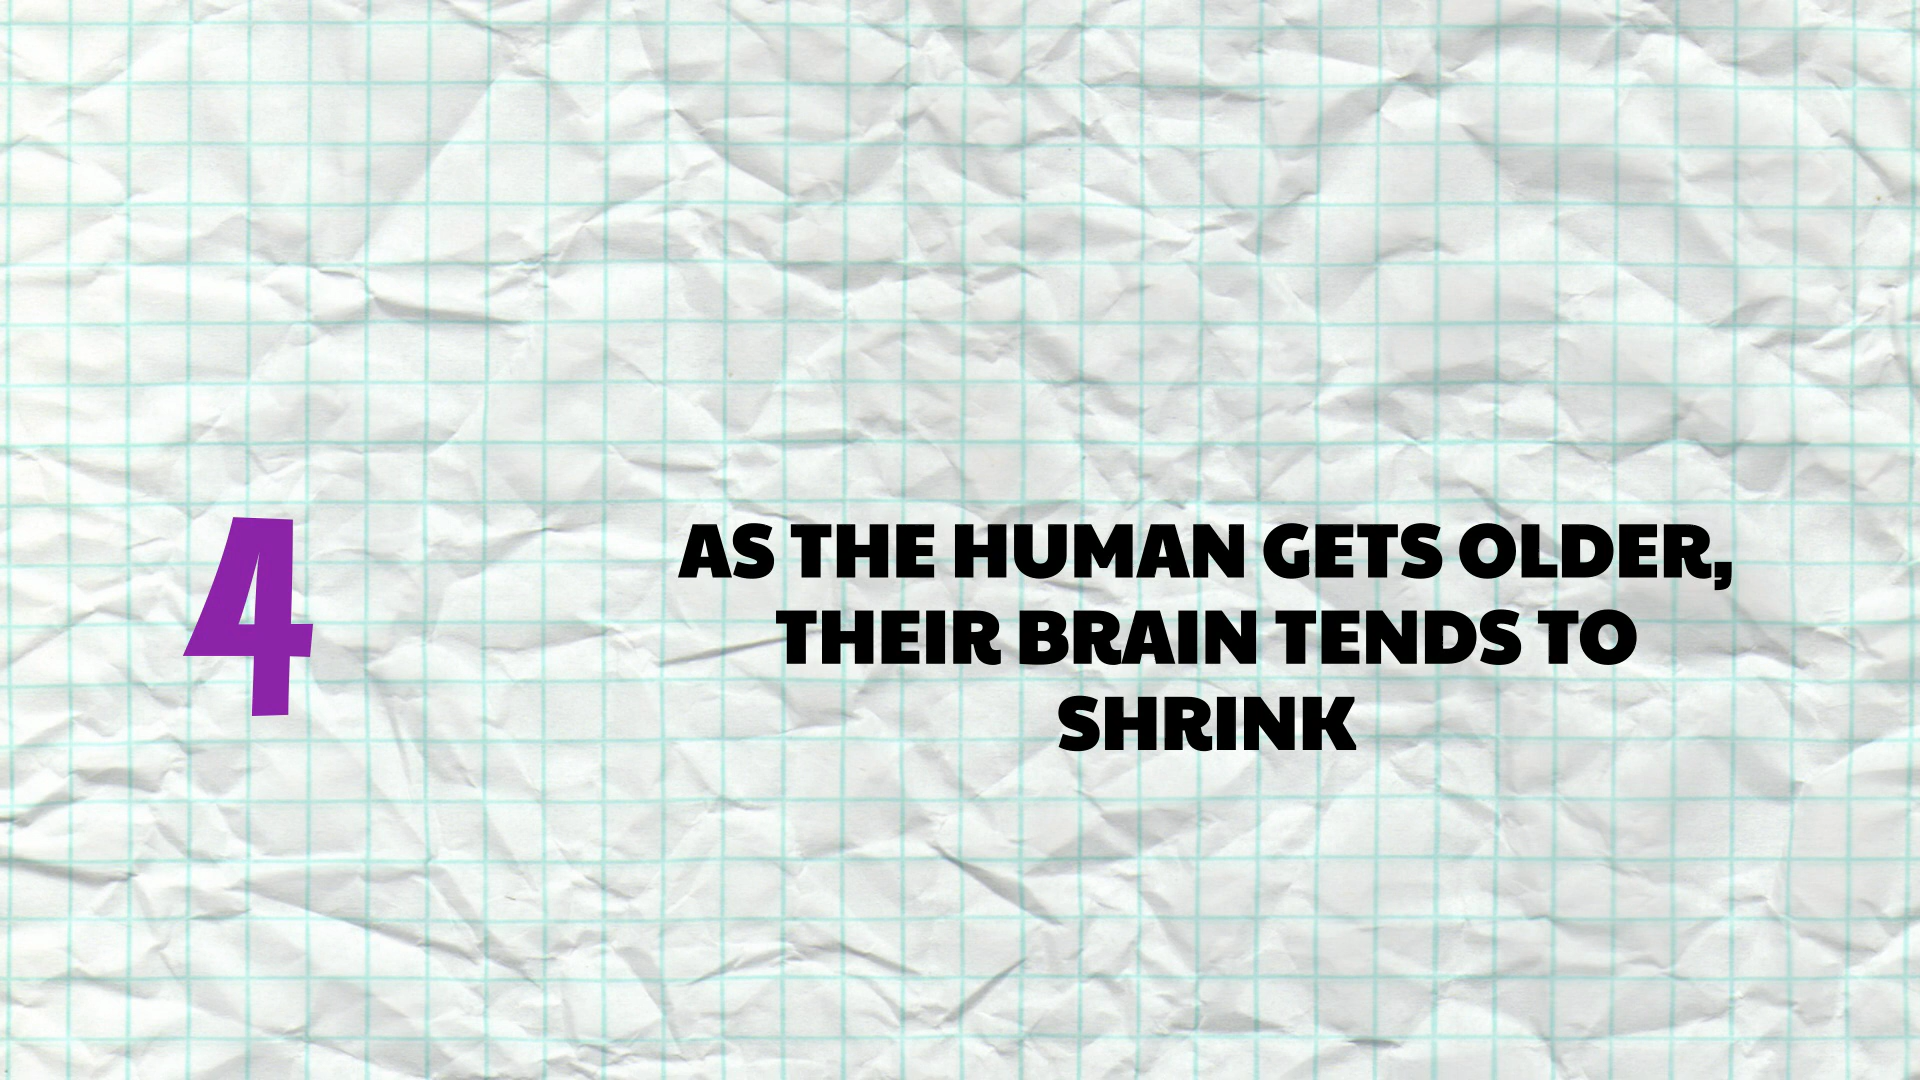 4
AS THE HUMAN GETS OLDER,
THEIR BRAIN TENDS TO
SHRINK